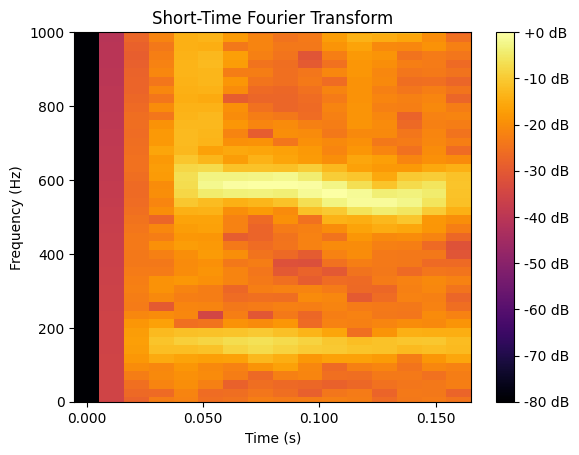 Short-Time Fourier Transform
1000
800
600
400
200
0
Frequency (Hz)
0.000
0.050
0.100
0.150
Time (s)
+0 dB
-10 dB
-20 dB
-30 dB
-40 dB
-50 dB
-60 dB
-70 dB
-80 dB